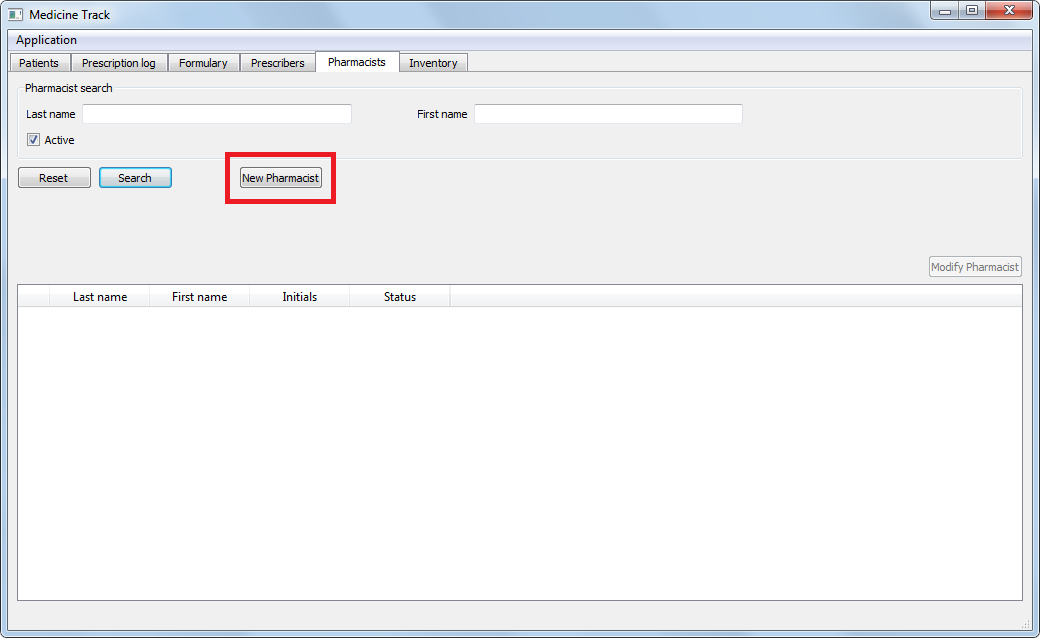 Medicine Track
Application
Patients Prescription log Formulary Prescribers Pharmacists Inventory
Pharmacist search
Last name First name
Active
Reset Search New Pharmacist
Modify Pharmacist
Last name First name Initials Status